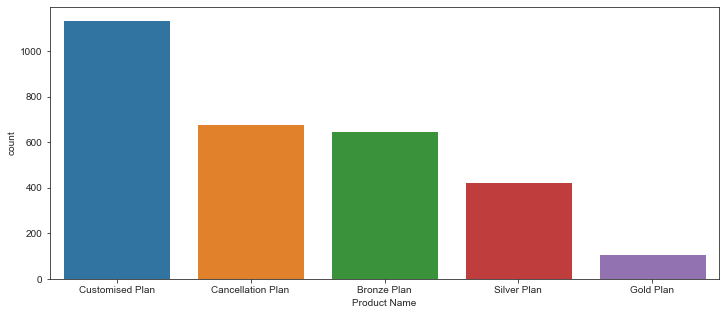 1000
800
600
400
200
0
count
Customised Plan Cancellation Plan Bronze Plan Silver Plan Gold Plan
Product Name